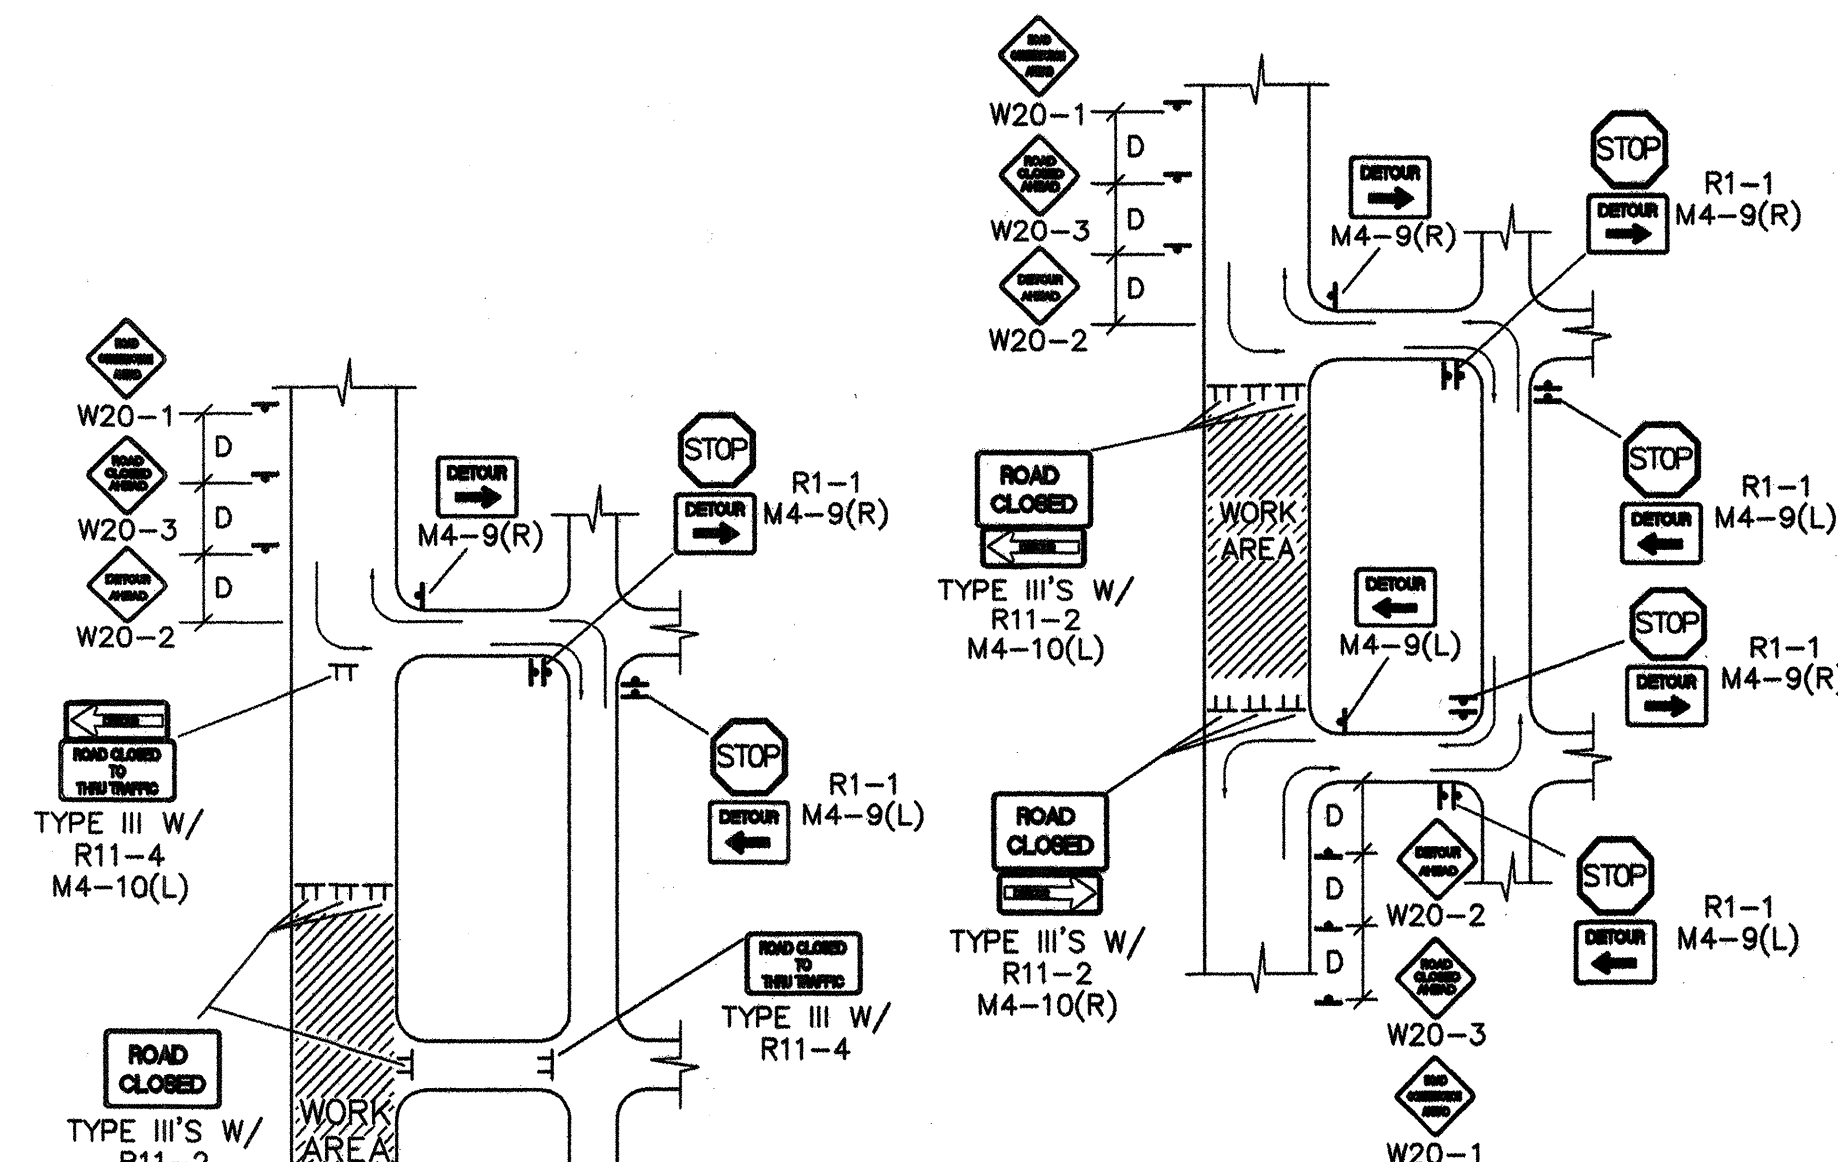 ROAD
CONSTRUCTION
AHEAD
W20-1
D
ROAD
CLOSED
AHEAD
W20-3
D
DETOUR
AHEAD
W20-2
D
DETOUR
M4-9(R)
STOP
DETOUR
R1-1
M4-9(R)
ROAD CLOSED
TO
THRU TRAFFIC
TYPE III W/
R11-4
M4-10(L)
STOP
DETOUR
R1-1
M4-9(L)
ROAD CLOSED
TO
THRU TRAFFIC
TYPE III W/
R11-4
ROAD
CLOSED
TYPE III'S W/
R11-2
WORK
AREA
ROAD
CONSTRUCTION
AHEAD
W20-1
D
ROAD
CLOSED
AHEAD
W20-3
D
DETOUR
AHEAD
W20-2
D
DETOUR
M4-9(R)
STOP
DETOUR
R1-1
M4-9(R)
ROAD
CLOSED
TYPE III'S W/
R11-2
M4-10(L)
WORK
AREA
STOP
DETOUR
R1-1
M4-9(L)
DETOUR
M4-9(L)
STOP
DETOUR
R1-1
M4-9(R)
ROAD
CLOSED
TYPE III'S W/
R11-2
M4-10(R)
D
D
D
DETOUR
AHEAD
W20-2
ROAD
CLOSED
AHEAD
W20-3
ROAD
CONSTRUCTION
AHEAD
W20-1
STOP
DETOUR
R1-1
M4-9(L)